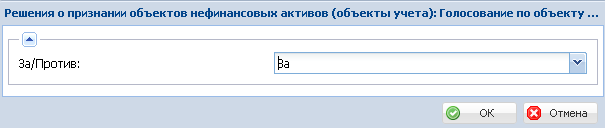 Решения о признании объектов нефинансовых активов (объекты учета): Голосование по объекту ...
За/Против:
За
ОК
Отмена